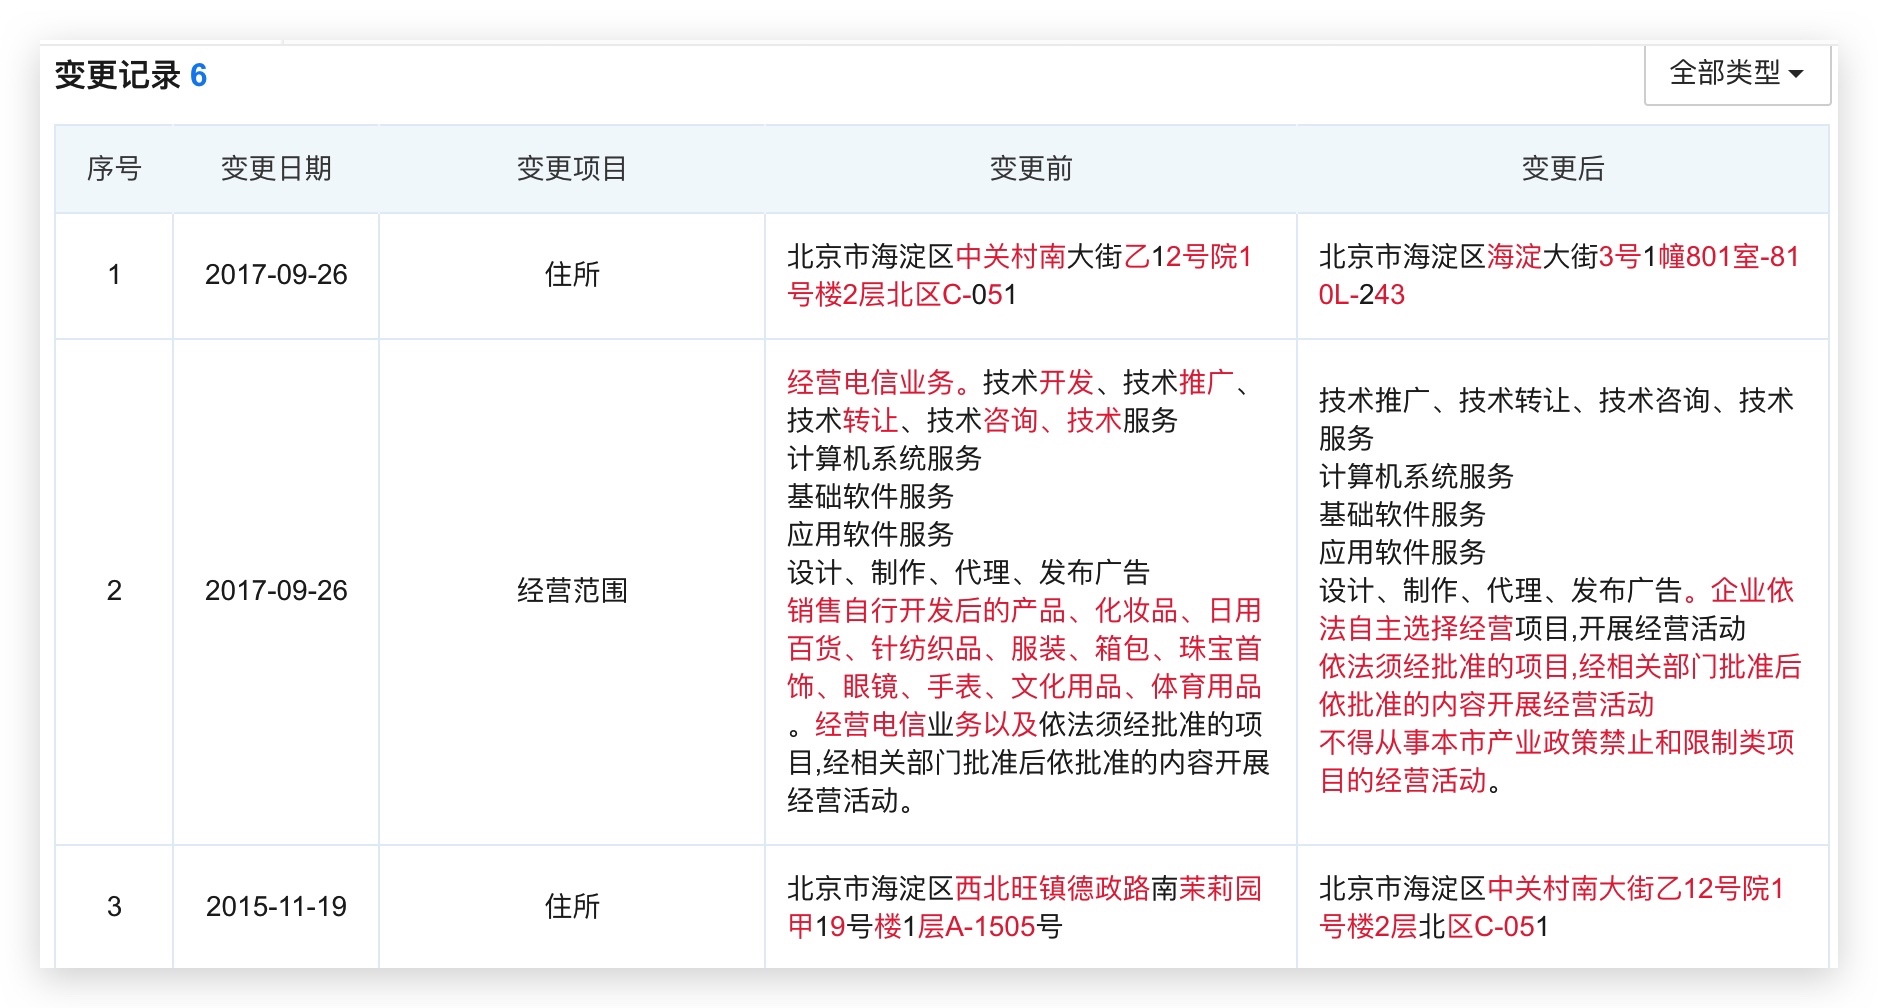 变更记录 6
全部类型
序号 变更日期 变更项目 变更前 变更后
1 2017-09-26 住所
北京市海淀区中关村南大街乙12号院1
号楼2层北区C-051
北京市海淀区海淀大街3号1幢801室-81
0L-243
2 2017-09-26 经营范围
经营电信业务。技术开发、技术推广、
技术转让、技术咨询、技术服务
计算机系统服务
基础软件服务
应用软件服务
设计、制作、代理、发布广告
销售自行开发后的产品、化妆品、日用
百货、针纺织品、服装、箱包、珠宝首
饰、眼镜、手表、文化用品、体育用品
。经营电信业务以及依法须经批准的项
目,经相关部门批准后依批准的内容开展
经营活动。
技术推广、技术转让、技术咨询、技术
服务
计算机系统服务
基础软件服务
应用软件服务
设计、制作、代理、发布广告。企业依
法自主选择经营项目,开展经营活动
依法须经批准的项目,经相关部门批准后
依批准的内容开展经营活动
不得从事本市产业政策禁止和限制类项
目的经营活动。
3 2015-11-19 住所
北京市海淀区西北旺镇德政路南茉莉园
甲19号楼1层A-1505号
北京市海淀区中关村南大街乙12号院1
号楼2层北区C-051